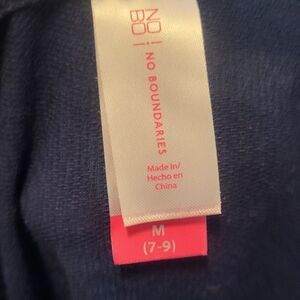 NO!
BO!
NO BOUNDARIES
Made In/
Hecho en
China
M
(7-9)